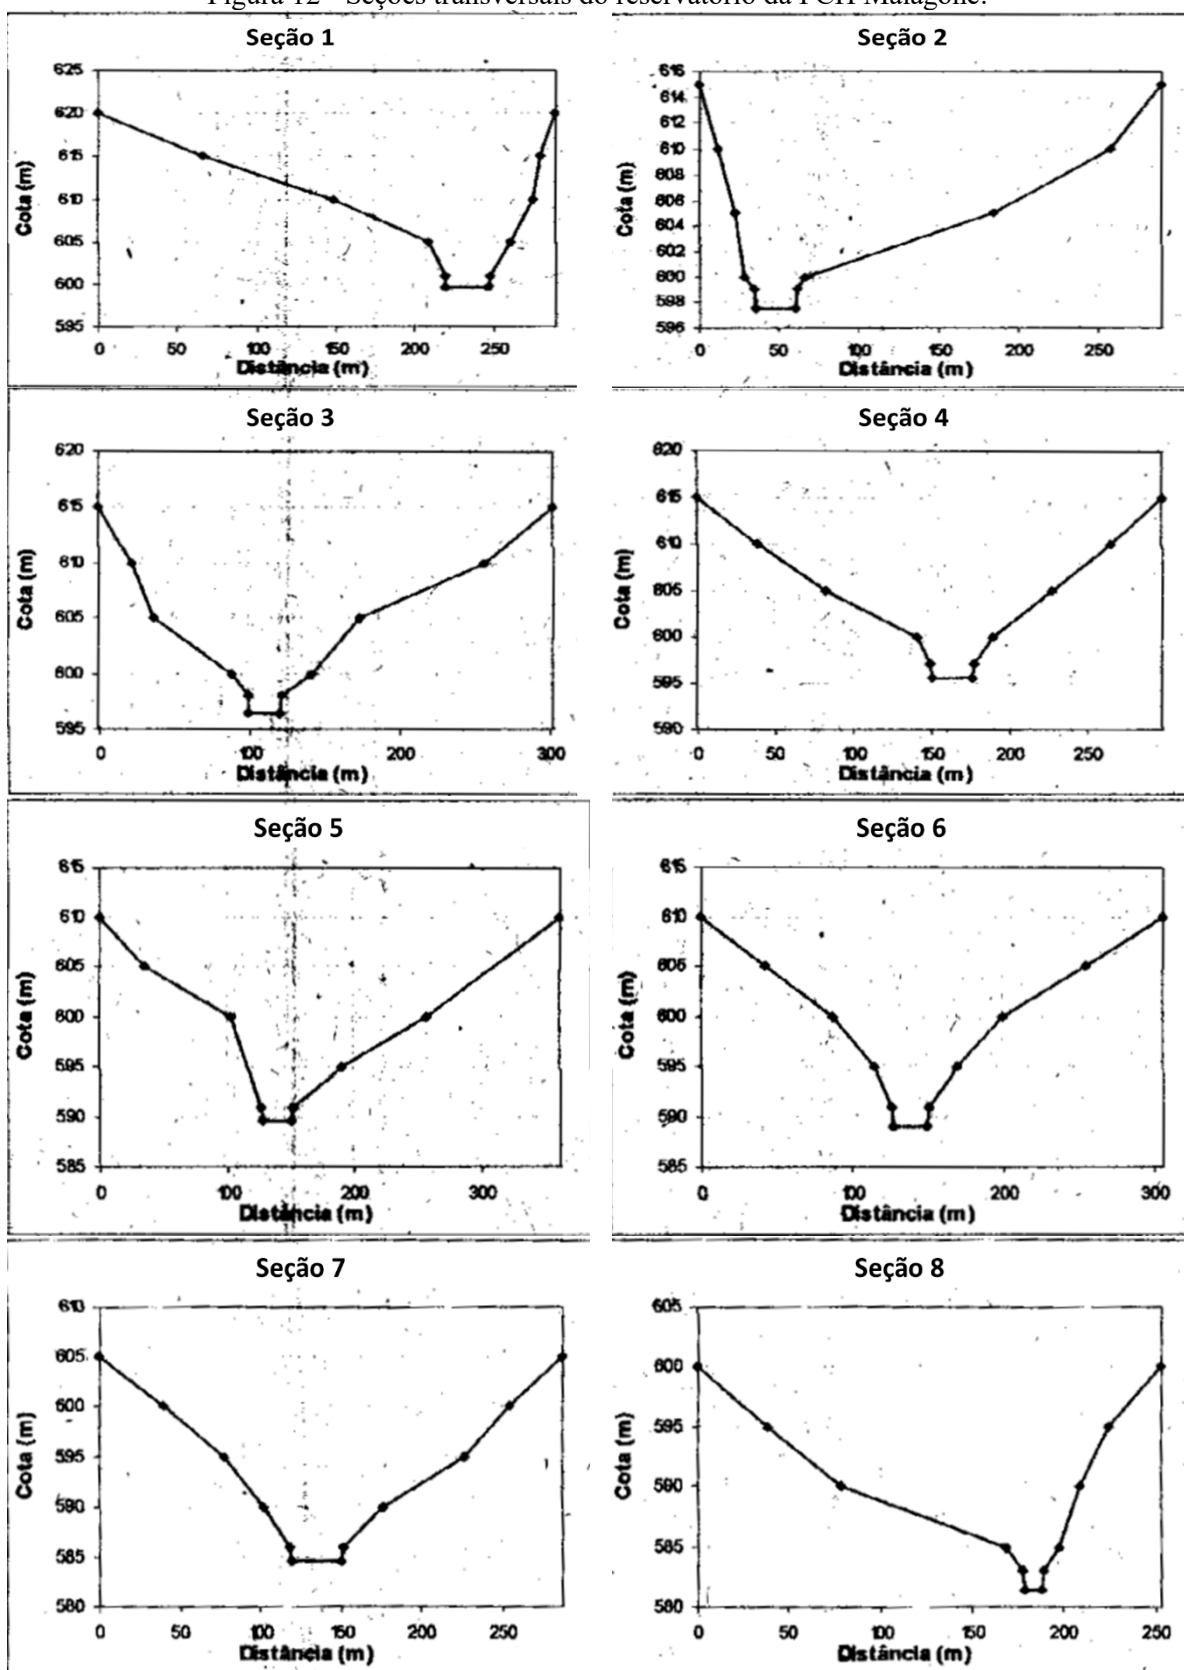 Figura 12 - Seções transversais do reservatório da PCH Malagone.
Seção 1
Cota (m)
625
620
615
610
605
600
595
0 50 100 150 200 250
Distância (m)
Seção 2
Cota (m)
616
614
612
610
608
606
604
602
600
598
596
0 50 100 150 200 250
Distância (m)
Seção 3
Cota (m)
620
615
610
605
600
595
0 100 200 300
Distância (m)
Seção 4
Cota (m)
620
615
610
605
600
595
590
0 50 100 150 200 250
Distância (m)
Seção 5
Cota (m)
615
610
605
600
595
590
585
0 100 200 300
Distância (m)
Seção 6
Cota (m)
615
610
605
600
595
590
585
0 100 200 300
Distância (m)
Seção 7
Cota (m)
610
605
600
595
590
585
580
0 50 100 150 200 250
Distância (m)
Seção 8
Cota (m)
605
600
595
590
585
580
0 50 100 150 200 250
Distância (m)